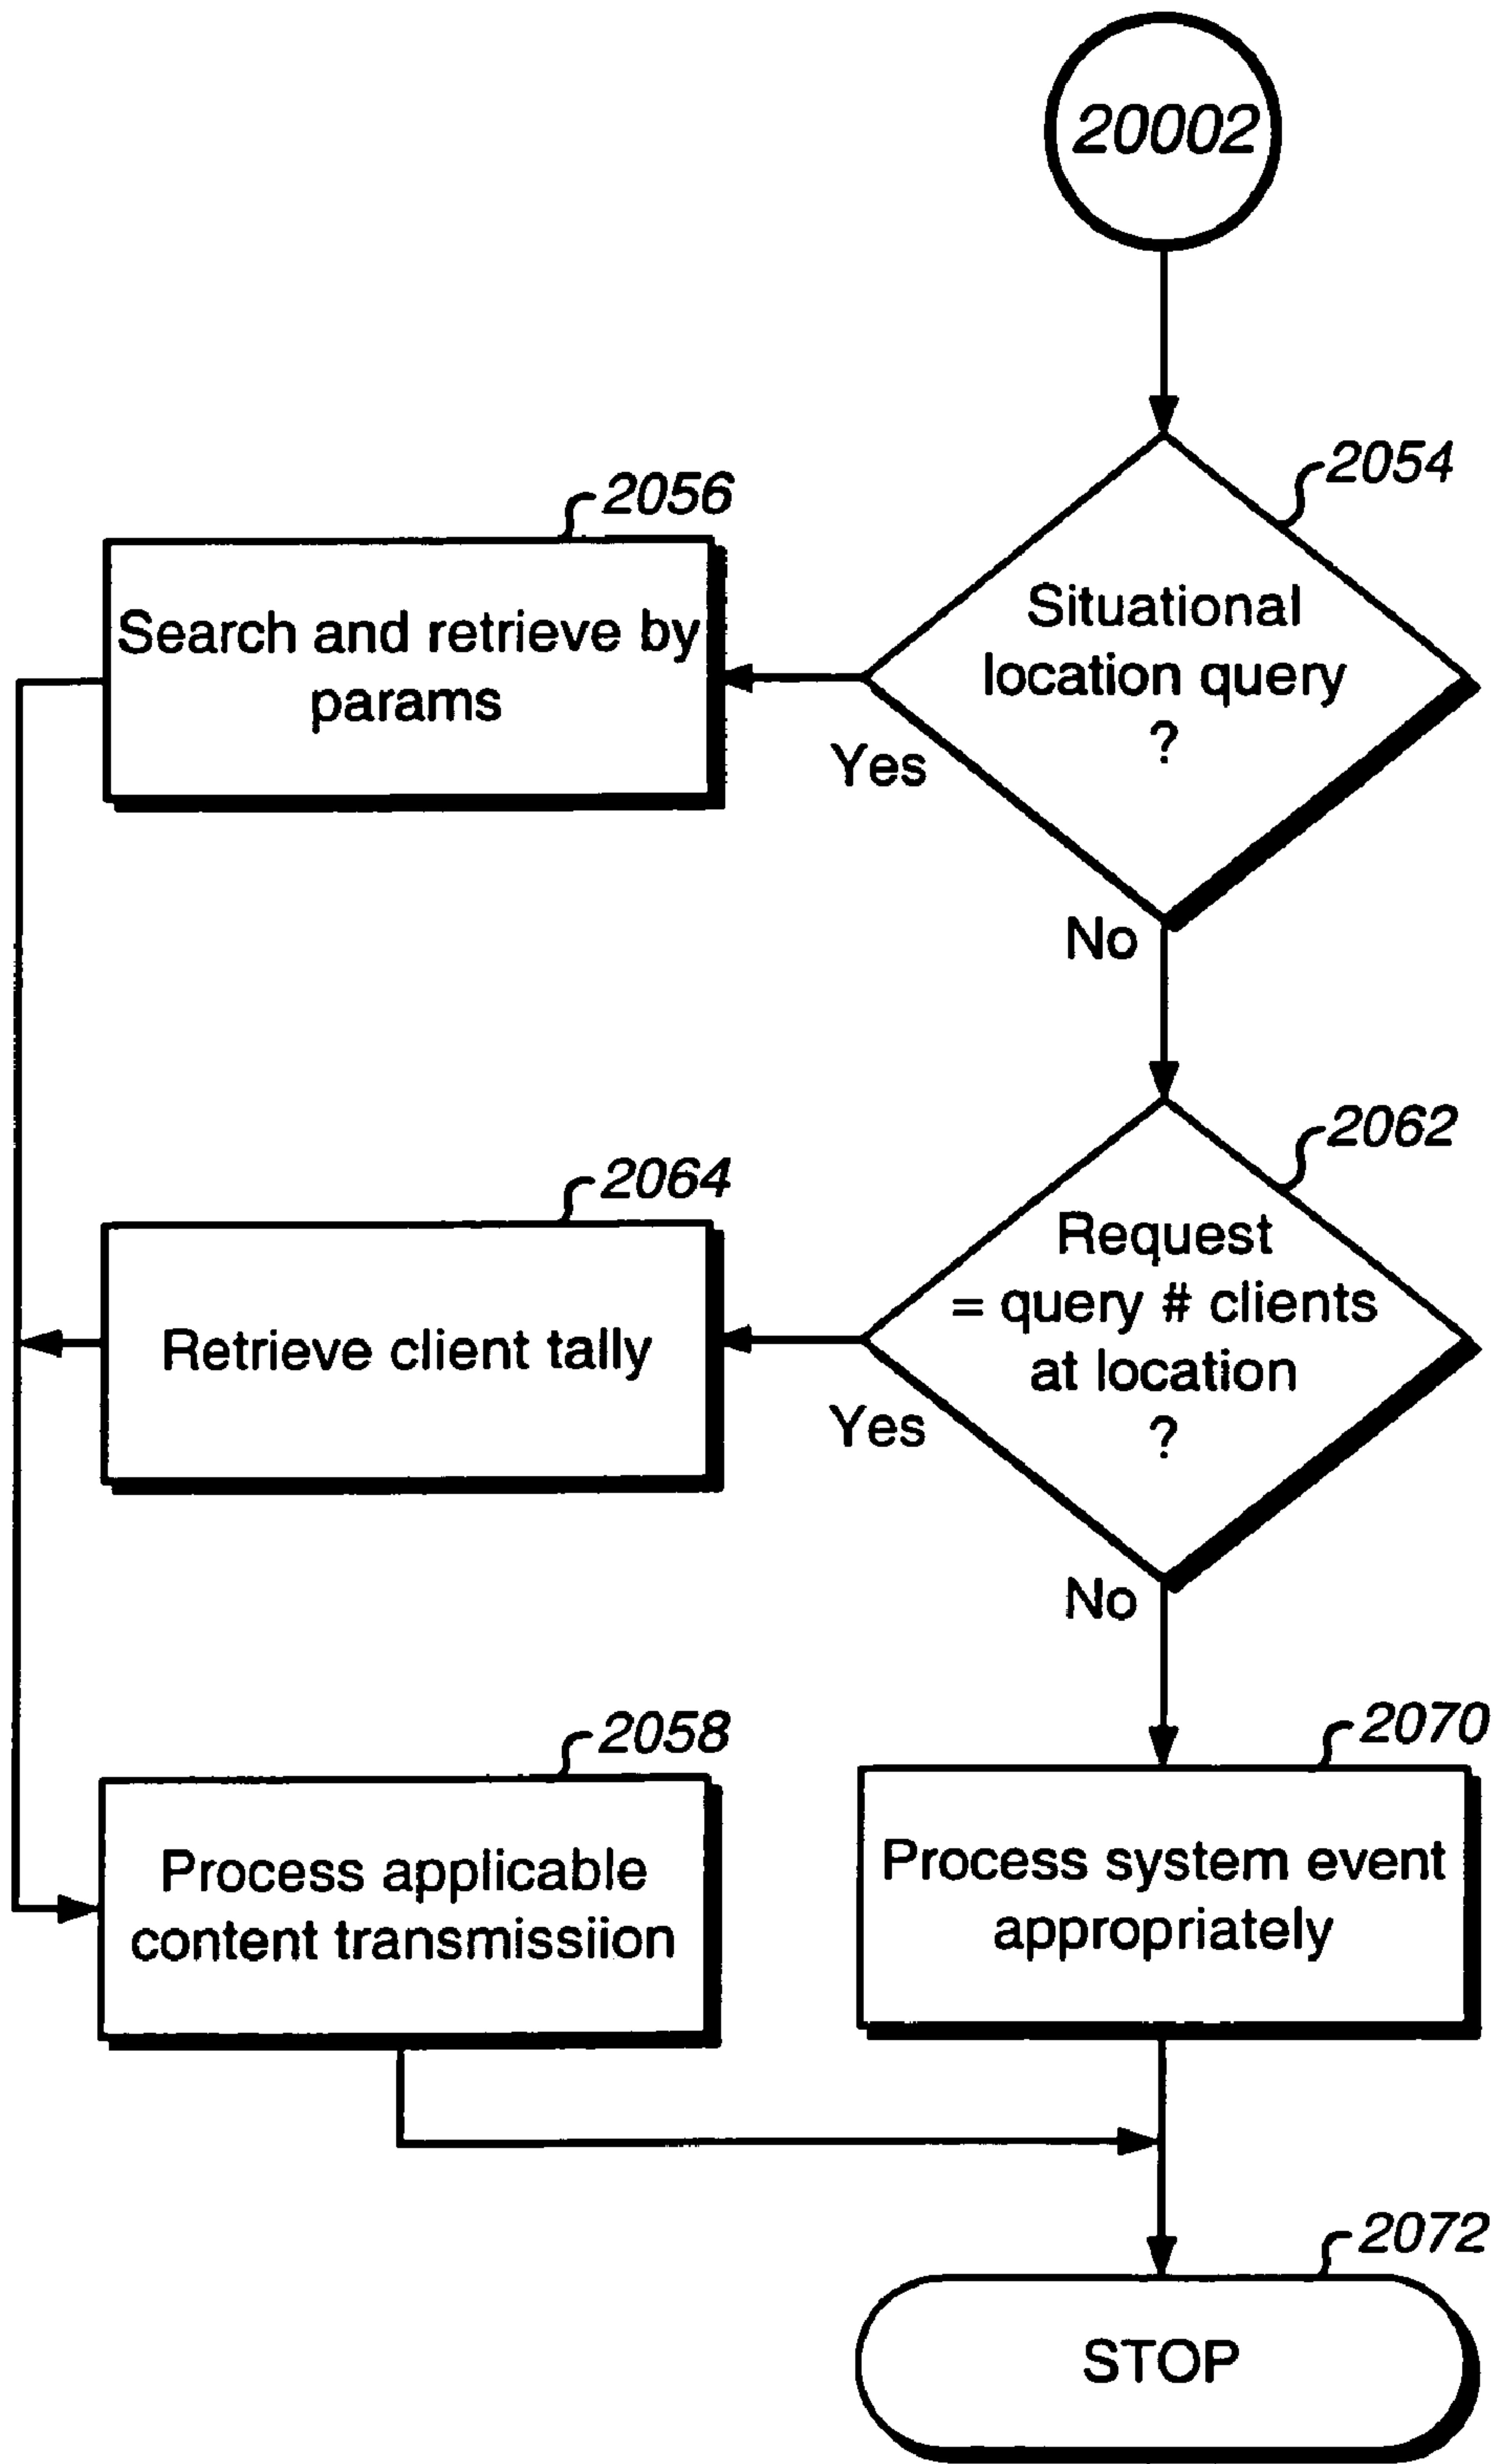 20002
2054
Situational
location query
?
Yes
No
2056
Search and retrieve by
params
2062
Request
= query # clients
at location
?
Yes
No
2064
Retrieve client tally
2058
Process applicable
content transmissiion
2070
Process system event
appropriately
2072
STOP